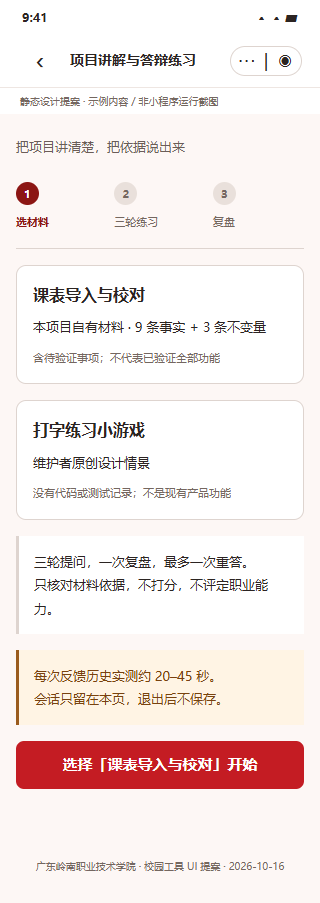 9:41
项目讲解与答辩练习
静态设计提案 · 示例内容 / 非小程序运行截图
把项目讲清楚，把依据说出来
1 2 3
选材料 三轮练习 复盘
课表导入与校对
本项目自有材料 · 9 条事实 + 3 条不变量
含待验证事项；不代表已验证全部功能
打字练习小游戏
维护者原创设计情景
没有代码或测试记录；不是现有产品功能
三轮提问，一次复盘，最多一次重答。
只核对材料依据，不打分，不评定职业能
力。
每次反馈历史实测约 20–45 秒。
会话只留在本页，退出后不保存。
选择「课表导入与校对」开始
广东岭南职业技术学院 · 校园工具 UI 提案 · 2026-10-16